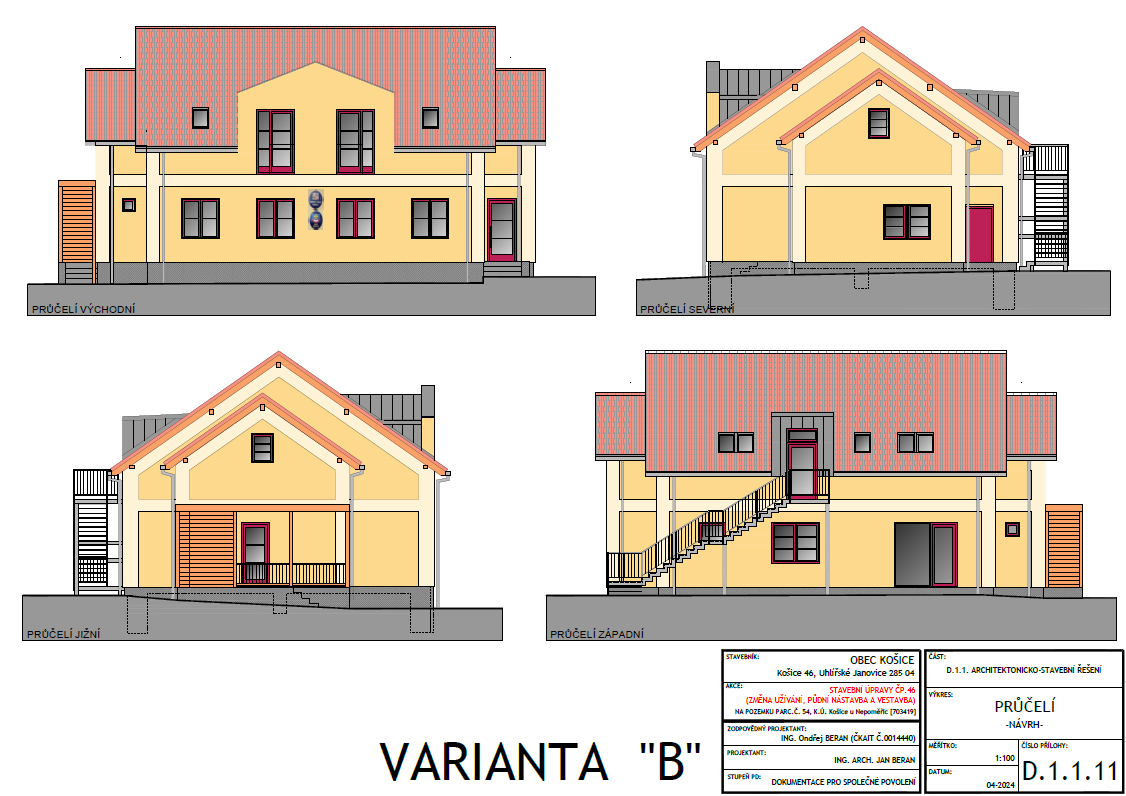 PRŮČELÍ VÝCHODNÍ
PRŮČELÍ SEVERNÍ
PRŮČELÍ JIŽNÍ
PRŮČELÍ ZÁPADNÍ
VARIANTA "B"
STAVEBNÍK:
OBEC KOŠICE
Košice 46, Uhlířské Janovice 285 04
AKCE:
STAVEBNÍ ÚPRAVY ČP.46
(ZMĚNA UŽÍVÁNÍ, PŮDNÍ NÁSTAVBA A VESTAVBA)
NA POZEMKU PARC.Č. 54, K.Ú. Košice u Nepoměřic [703419]
ZODPOVĚDNÝ PROJEKTANT:
ING. Ondřej BERAN (ČKAIT Č.0014440)
PROJEKTANT:
ING. ARCH. JAN BERAN
STUPEŇ PD:
DOKUMENTACE PRO SPOLEČNÉ POVOLENÍ
ČÁST:
D.1.1. ARCHITEKTONICKO-STAVEBNÍ ŘEŠENÍ
VÝKRES:
PRŮČELÍ
-NÁVRH-
MĚŘÍTKO:
1:100
DATUM:
04-2024
ČÍSLO PŘÍLOHY:
D.1.1.11